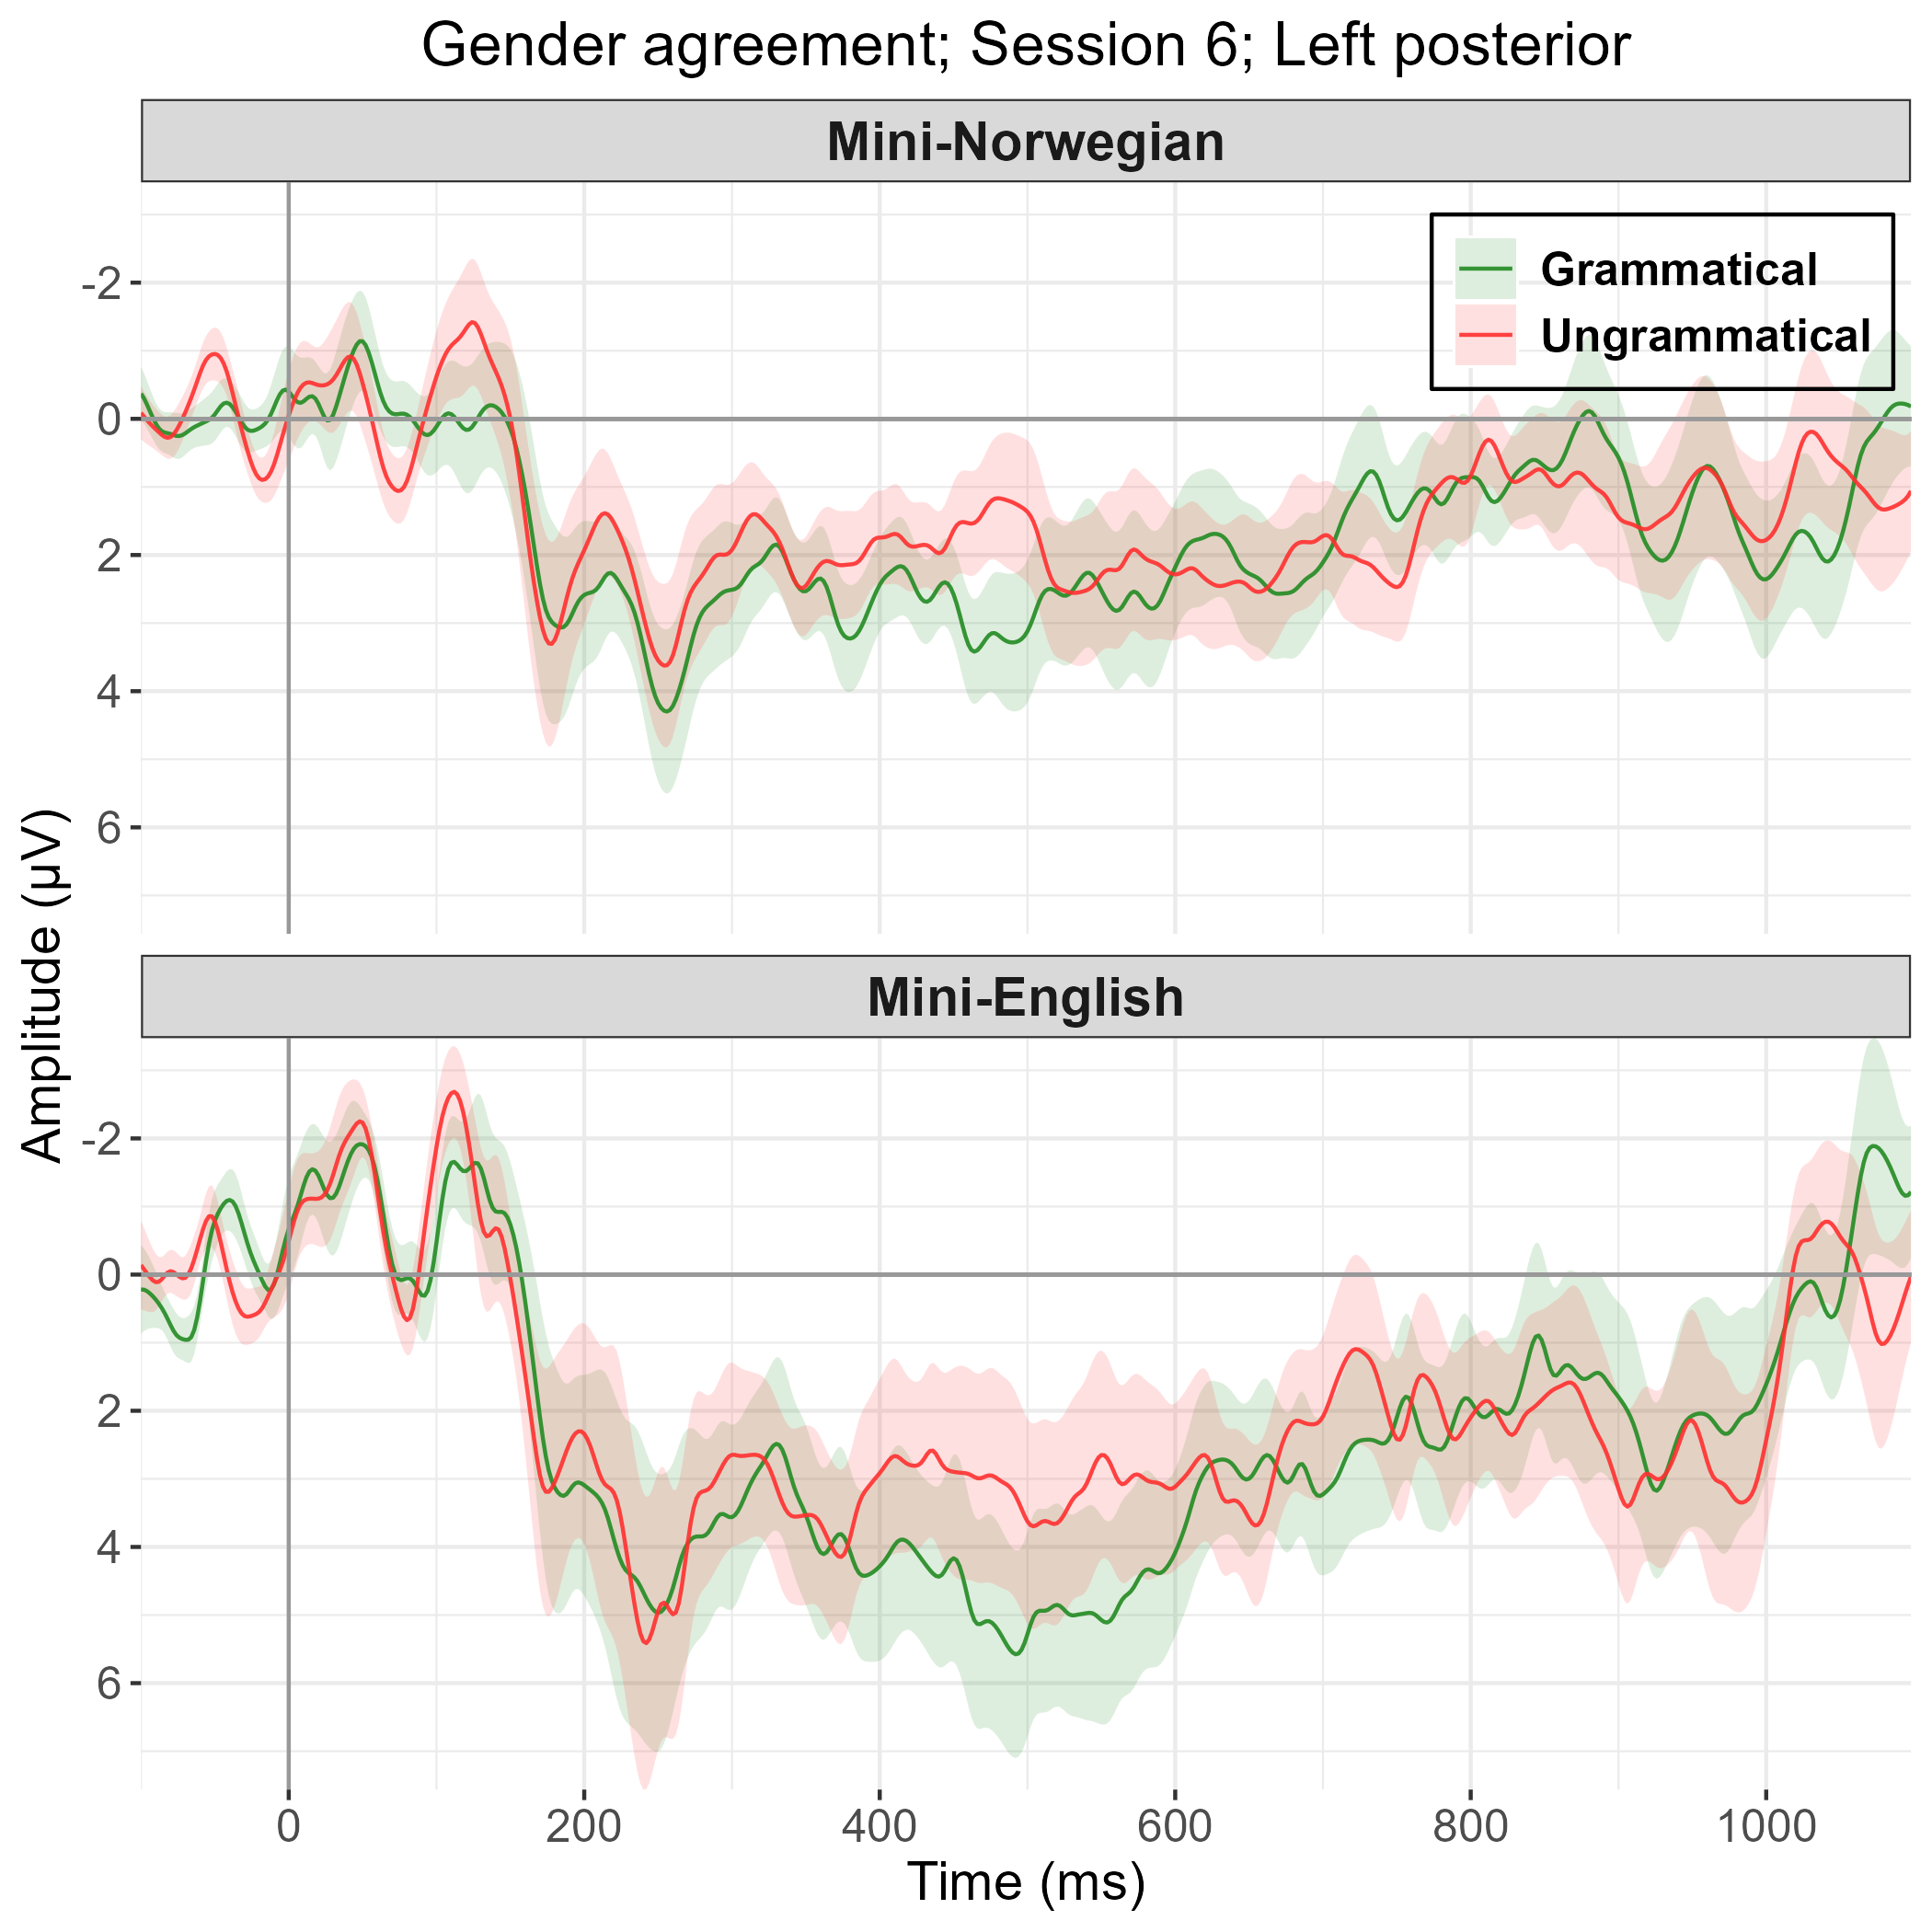 Gender agreement; Session 6; Left posterior
Mini-Norwegian
Grammatical
Ungrammatical
-2
0
2
4
6
Amplitude (µV)
Mini-English
-2
0
2
4
6
0 200 400 600 800 1000
Time (ms)